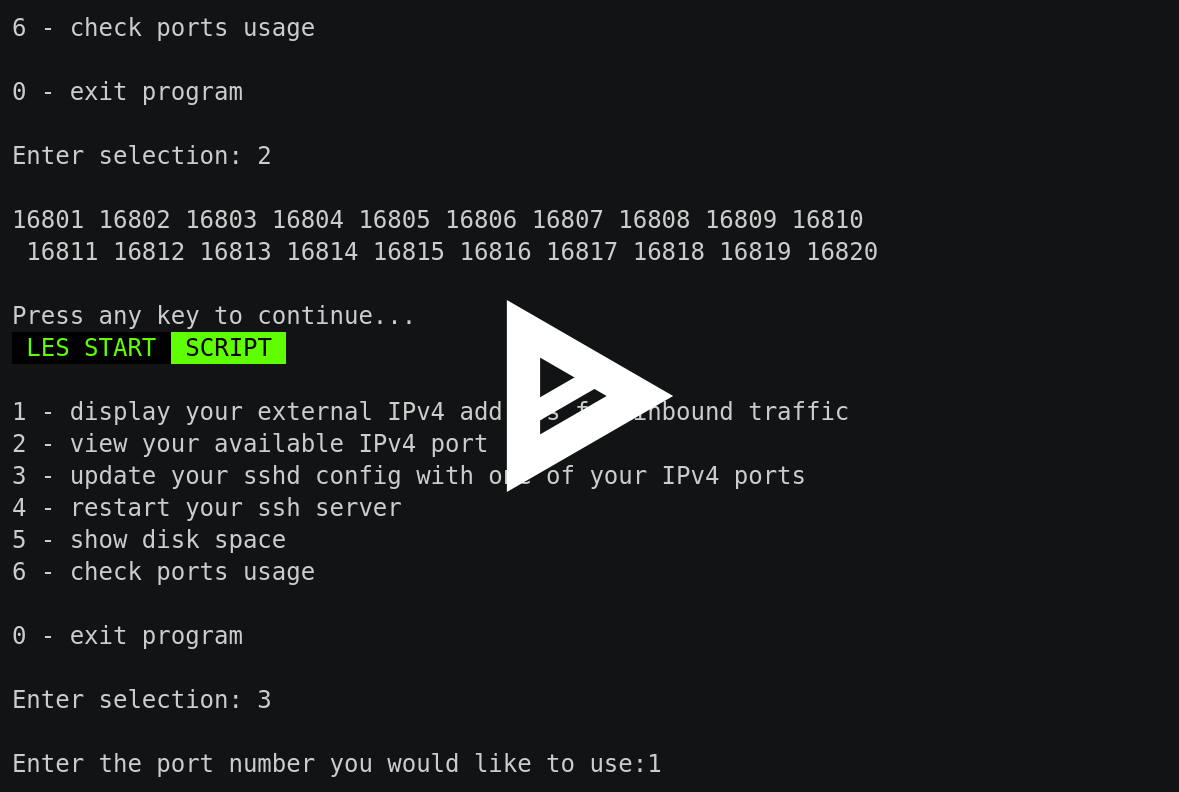 6 - check ports usage
0 - exit program
Enter selection: 2
16801 16802 16803 16804 16805 16806 16807 16808 16809 16810
16811 16812 16813 16814 16815 16816 16817 16818 16819 16820
Press any key to continue...
LES START SCRIPT
1 - display your external IPv4 inbound traffic
2 - view your available IPv4 port
3 - update your sshd config with one of your IPv4 ports
4 - restart your ssh server
5 - show disk space
6 - check ports usage
0 - exit program
Enter selection: 3
Enter the port number you would like to use:1